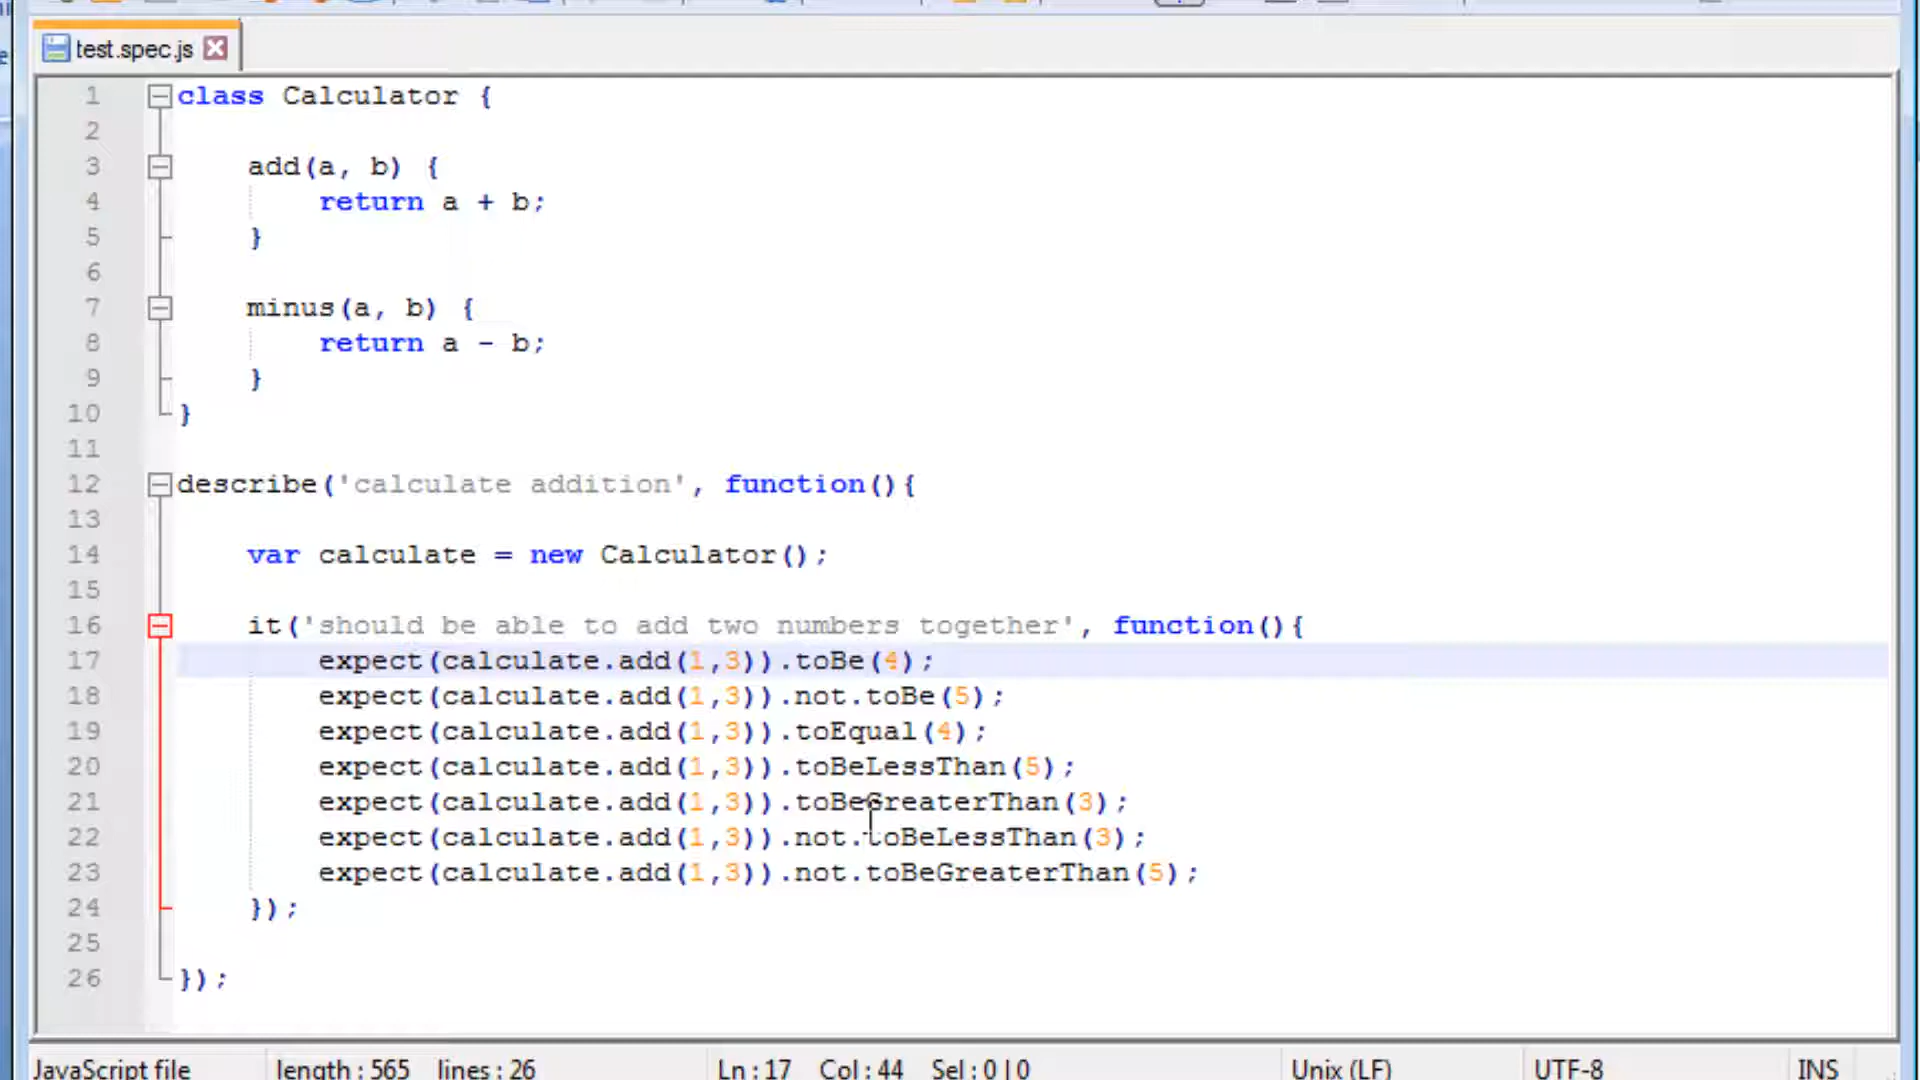 test.spec.js
1 class Calculator {
2
3 add(a, b) {
4 return a + b;
5 }
6
7 minus(a, b) {
8 return a - b;
9 }
10 }
11
12 describe('calculate addition', function(){
13
14 var calculate = new Calculator();
15
16 it('should be able to add two numbers together', function(){
17 expect(calculate.add(1,3)).toBe(4);
18 expect(calculate.add(1,3)).not.toBe(5);
19 expect(calculate.add(1,3)).toEqual(4);
20 expect(calculate.add(1,3)).toBeLessThan(5);
21 expect(calculate.add(1,3)).toBeGreaterThan(3);
22 expect(calculate.add(1,3)).not.toBeLessThan(3);
23 expect(calculate.add(1,3)).not.toBeGreaterThan(5);
24 });
25
26 });
JavaScript file length : 565 lines : 26 Ln : 17 Col : 44 Sel : 0 | 0 Unix (LF) UTF-8 INS